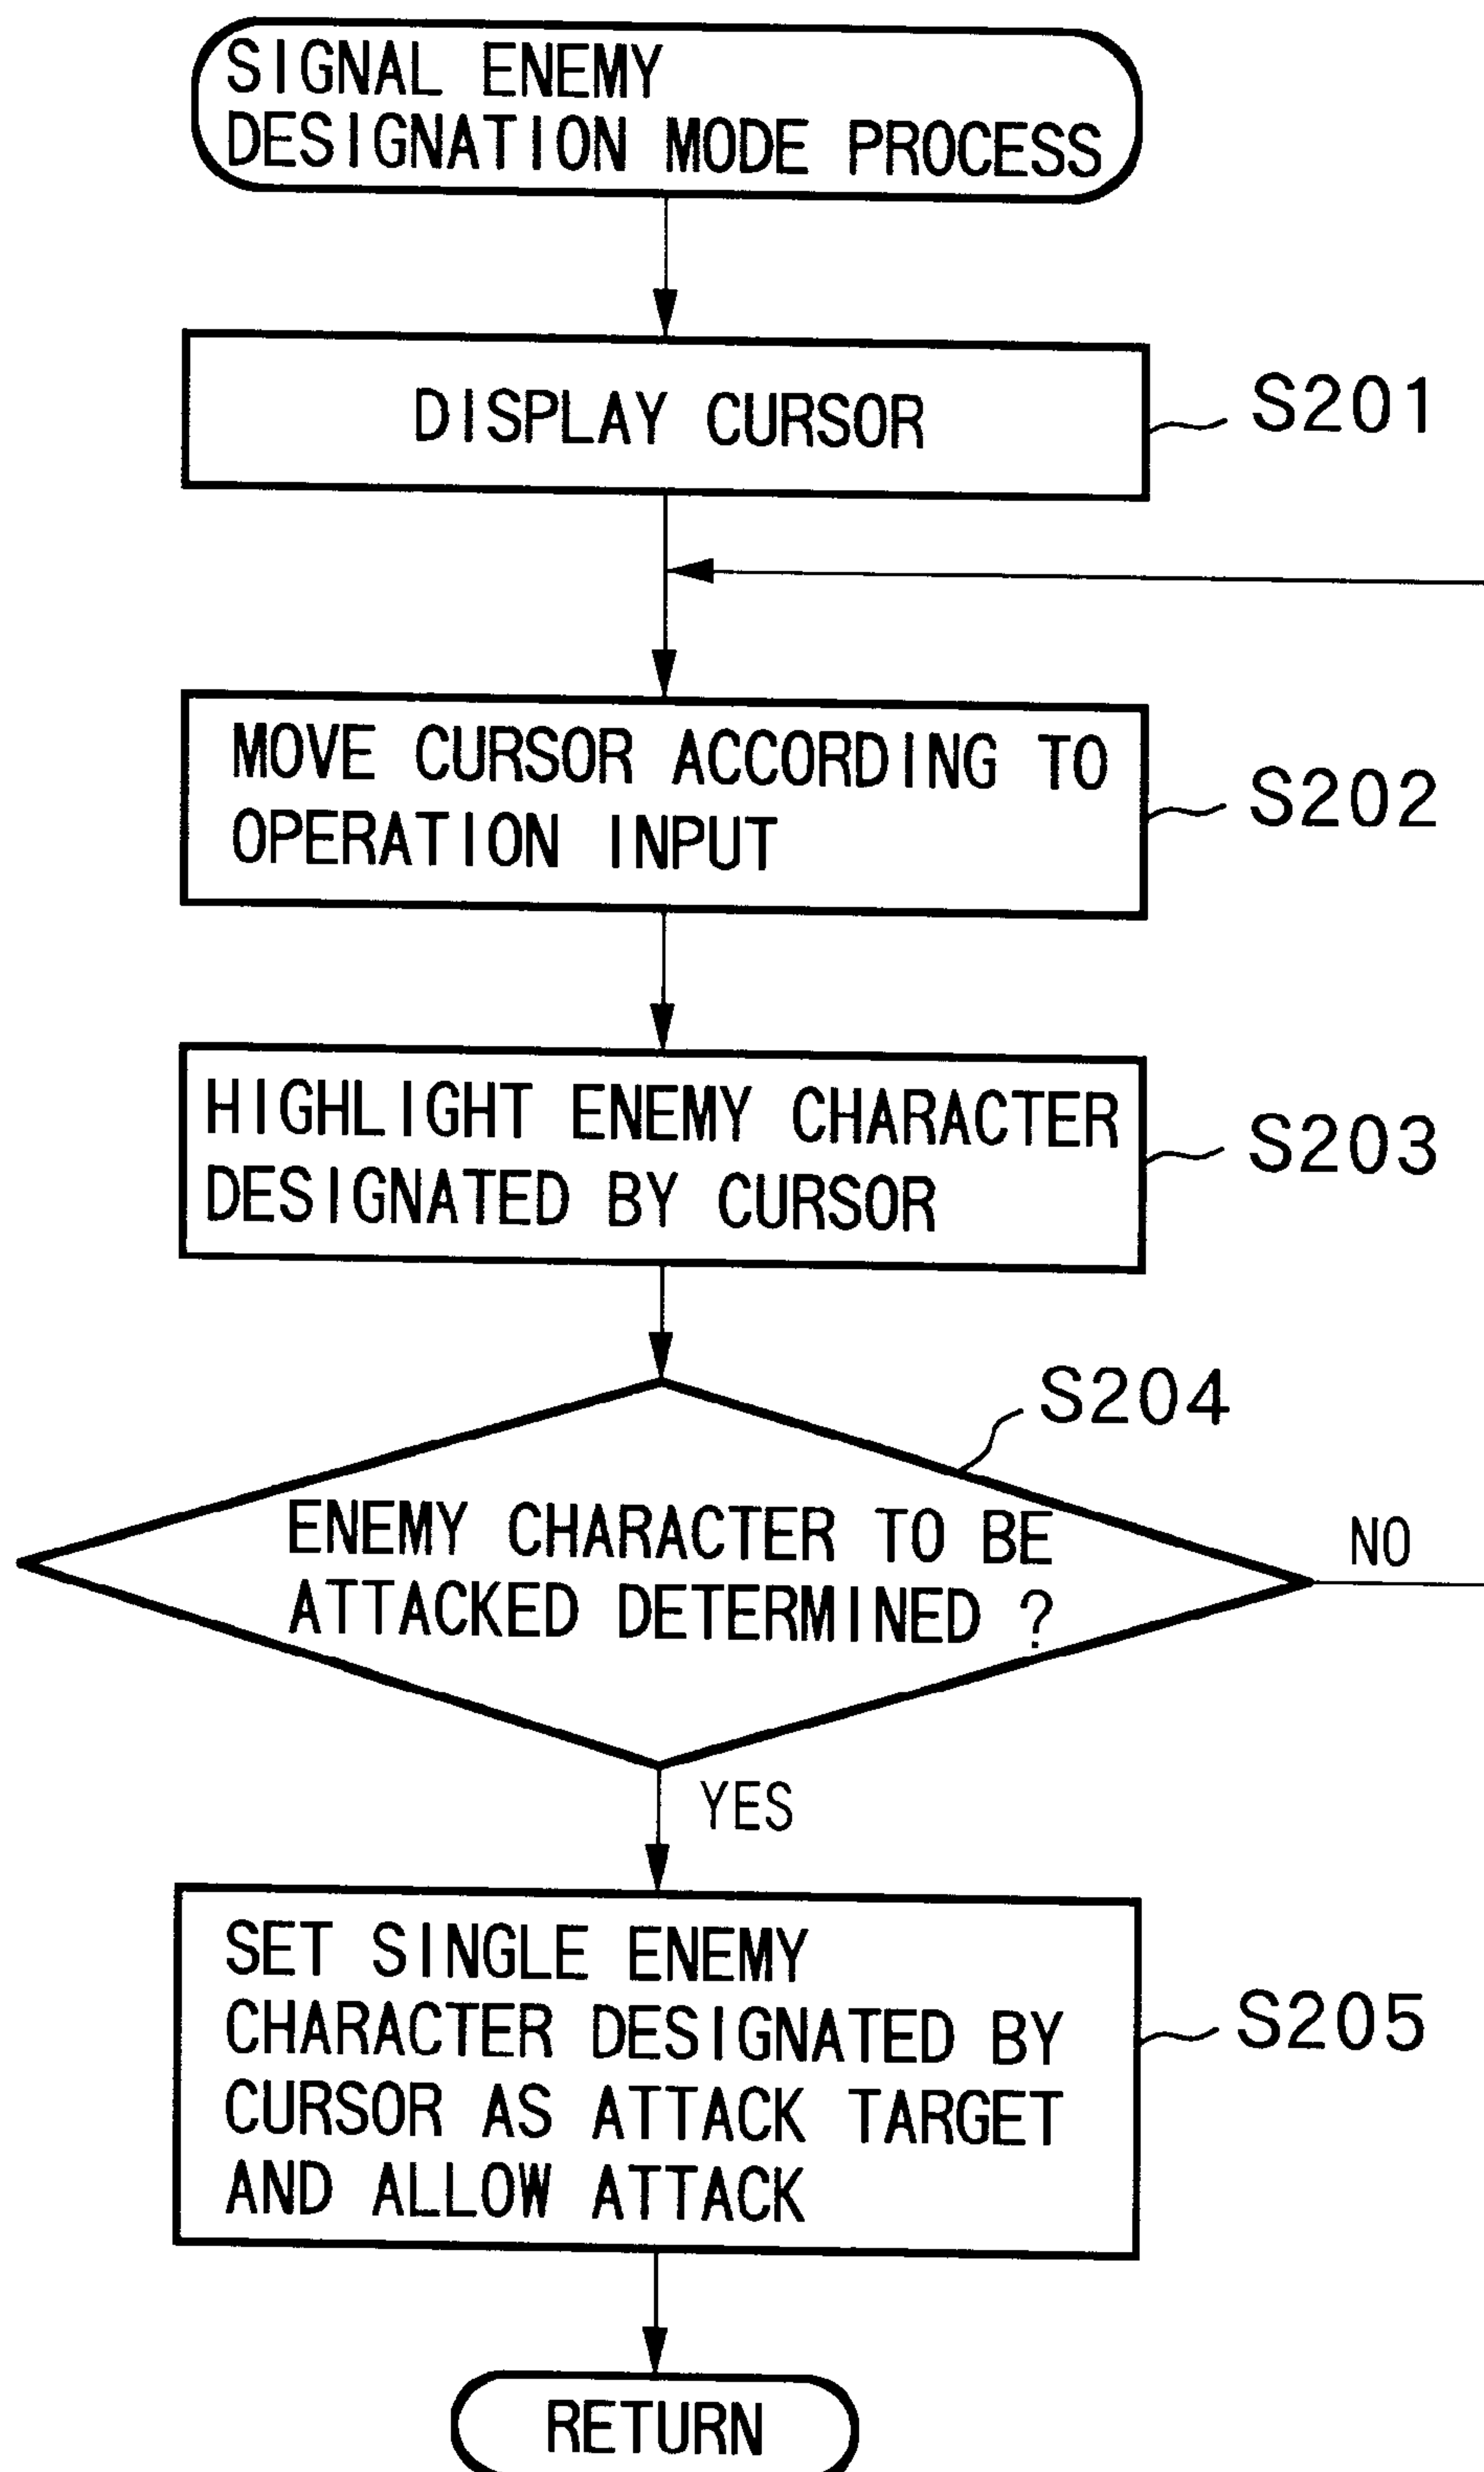 SIGNAL ENEMY
DESIGNATION MODE PROCESS
DISPLAY CURSOR
S201
MOVE CURSOR ACCORDING TO
OPERATION INPUT
S202
HIGHLIGHT ENEMY CHARACTER
DESIGNATED BY CURSOR
S203
S204
ENEMY CHARACTER TO BE
ATTACKED DETERMINED ?
NO
YES
SET SINGLE ENEMY
CHARACTER DESIGNATED BY
CURSOR AS ATTACK TARGET
AND ALLOW ATTACK
S205
RETURN